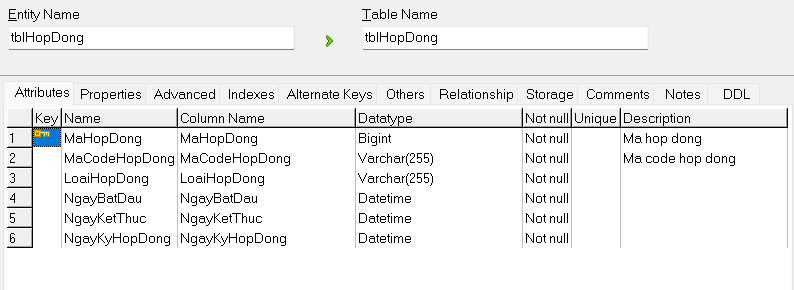 Entity Name Table Name
tblHopDong tblHopDong
Attributes Properties Advanced Indexes Alternate Keys Others Relationship Storage Comments Notes DDL
Key Name Column Name Datatype Not null Unique Description
1 MaHopDong MaHopDong Bigint Not null Ma hop dong
2 MaCodeHopDong MaCodeHopDong Varchar(255) Not null Ma code hop dong
3 LoaiHopDong LoaiHopDong Varchar(255) Not null
4 NgayBatDau NgayBatDau Datetime Not null
5 NgayKetThuc NgayKetThuc Datetime Not null
6 NgayKyHopDong NgayKyHopDong Datetime Not null